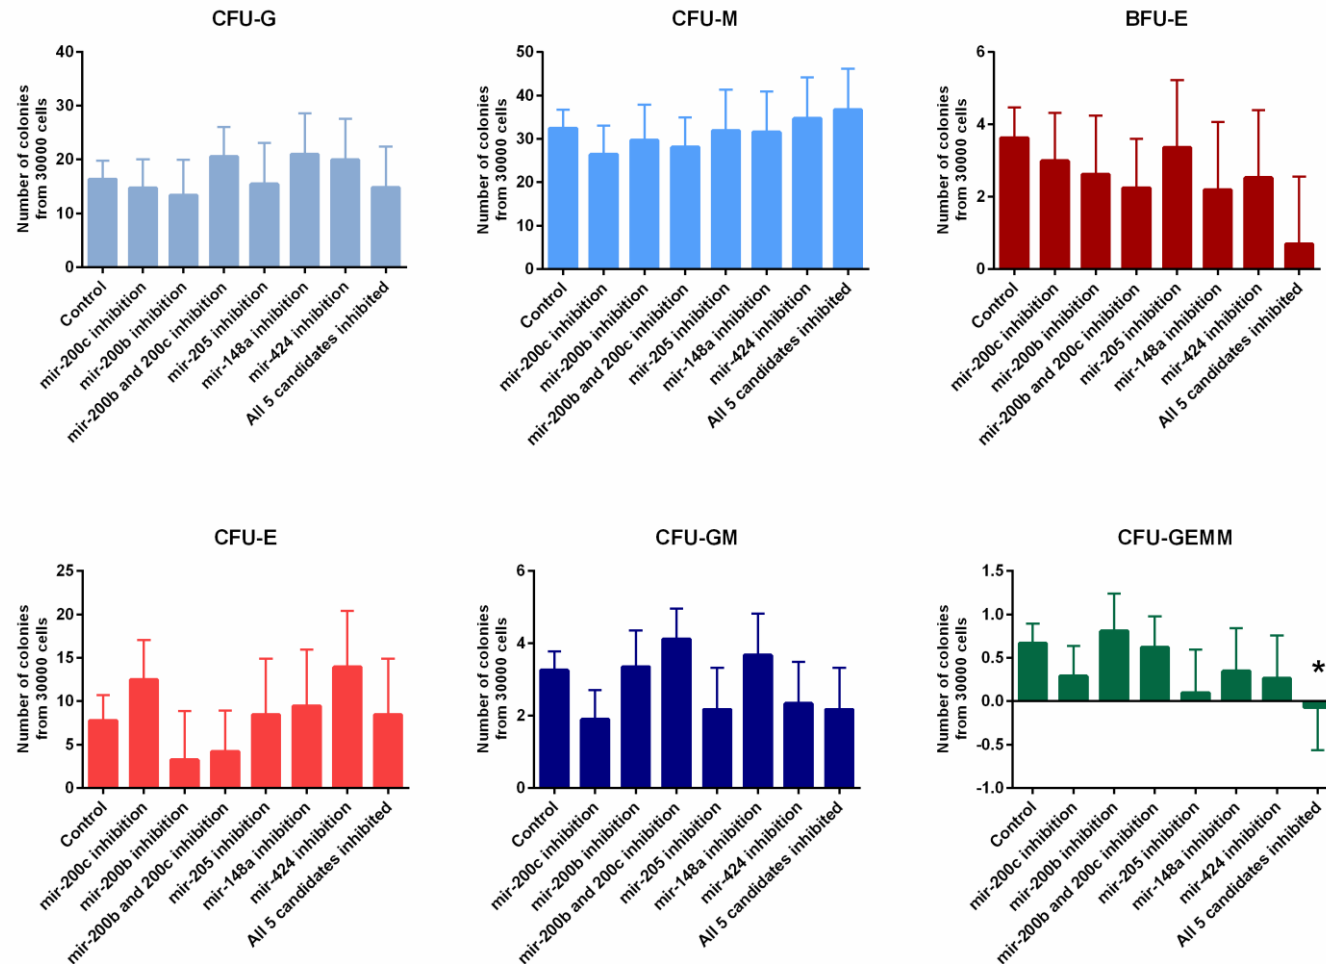 CFU-G
Number of colonies
from 30000 cells
40
30
20
10
0
Control
mir-200c inhibition
mir-200b inhibition
mir-200b and 200c inhibition
mir-205 inhibition
mir-148a inhibition
mir-424 inhibition
All 5 candidates inhibited
CFU-M
Number of colonies
from 30000 cells
50
40
30
20
10
0
Control
mir-200c inhibition
mir-200b inhibition
mir-200b and 200c inhibition
mir-205 inhibition
mir-148a inhibition
mir-424 inhibition
All 5 candidates inhibited
BFU-E
Number of colonies
from 30000 cells
6
4
2
0
Control
mir-200c inhibition
mir-200b inhibition
mir-200b and 200c inhibition
mir-205 inhibition
mir-148a inhibition
mir-424 inhibition
All 5 candidates inhibited
CFU-E
Number of colonies
from 30000 cells
25
20
15
10
5
0
Control
mir-200c inhibition
mir-200b inhibition
mir-200b and 200c inhibition
mir-205 inhibition
mir-148a inhibition
mir-424 inhibition
All 5 candidates inhibited
CFU-GM
Number of colonies
from 30000 cells
6
4
2
0
Control
mir-200c inhibition
mir-200b inhibition
mir-200b and 200c inhibition
mir-205 inhibition
mir-148a inhibition
mir-424 inhibition
All 5 candidates inhibited
CFU-GEMM
Number of colonies
from 30000 cells
1.5
1.0
0.5
0.0
-0.5
-1.0
*
Control
mir-200c inhibition
mir-200b inhibition
mir-200b and 200c inhibition
mir-205 inhibition
mir-148a inhibition
mir-424 inhibition
All 5 candidates inhibited